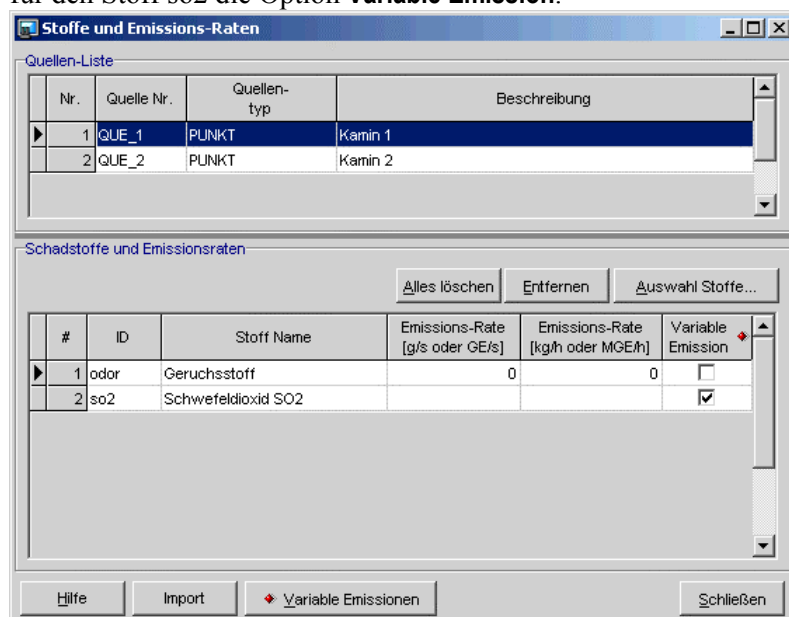 für den Stoff so2 die Option Variable Emission.
Stoffe und Emissions-Raten
Quellen-Liste
Nr. Quelle Nr. Quellen-typ Beschreibung
1 QUE_1 PUNKT Kamin 1
2 QUE_2 PUNKT Kamin 2
Schadstoffe und Emissionsraten
Alles löschen Entfernen Auswahl Stoffe...
# ID Stoff Name Emissions-Rate [g/s oder GE/s] Emissions-Rate [kg/h oder MGE/h] Variable Emission
1 odor Geruchsstoff 0 0
2 so2 Schwefeldioxid SO2
Hilfe Import Variable Emissionen Schließen